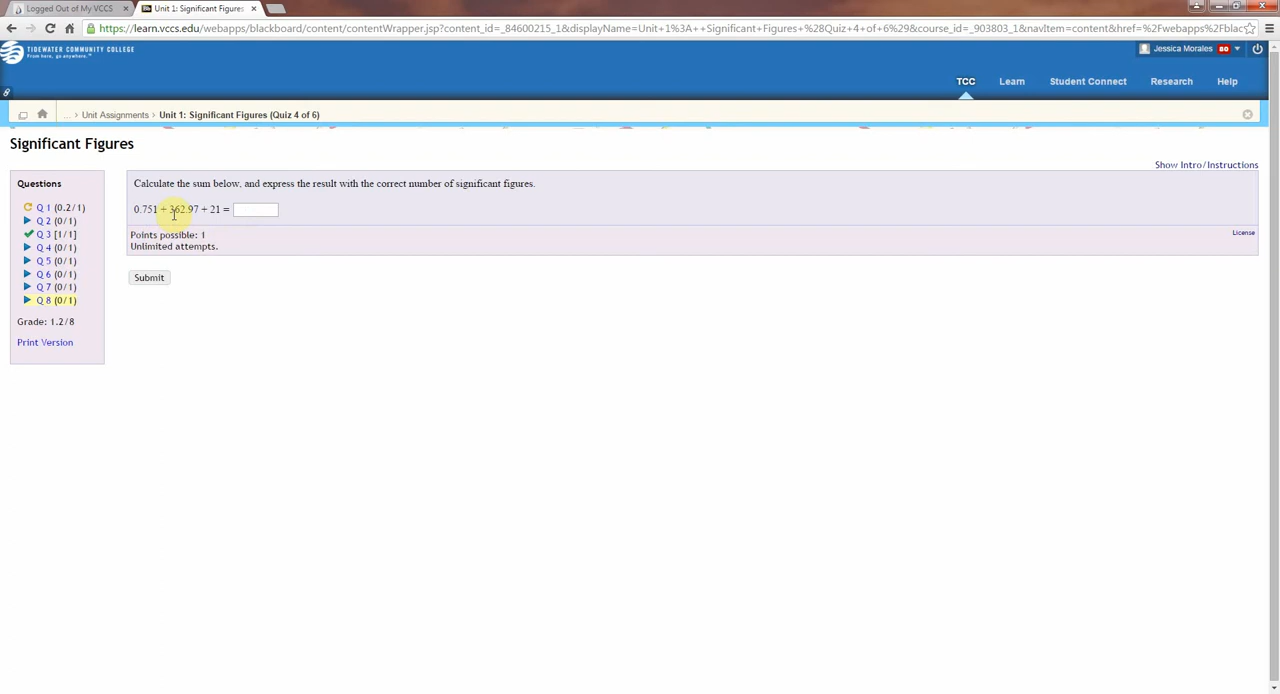 Logged Out of My VCCS × Unit 1: Significant Figures ×
https://learn.vccs.edu/webapps/blackboard/content/contentWrapper.jsp?content_id=_84600215_1&displayName=Unit+1%3A++Significant+Figures+%28Quiz+4+of+6%29&course_id=_903803_1&navItem=content&href=%2Fwebapps%2Fblac
TIDEWATER COMMUNITY COLLEGE
From here, go anywhere.
Jessica Morales 80
TCC Learn Student Connect Research Help
... › Unit Assignments › Unit 1: Significant Figures (Quiz 4 of 6)
Significant Figures
Show Intro/Instructions
Questions
Q 1 (0.2/1)
Q 2 (0/1)
Q 3 [1/1]
Q 4 (0/1)
Q 5 (0/1)
Q 6 (0/1)
Q 7 (0/1)
Q 8 (0/1)
Grade: 1.2/8
Print Version
Calculate the sum below, and express the result with the correct number of significant figures.
0.751 + 362.97 + 21 =
Points possible: 1
Unlimited attempts.
License
Submit